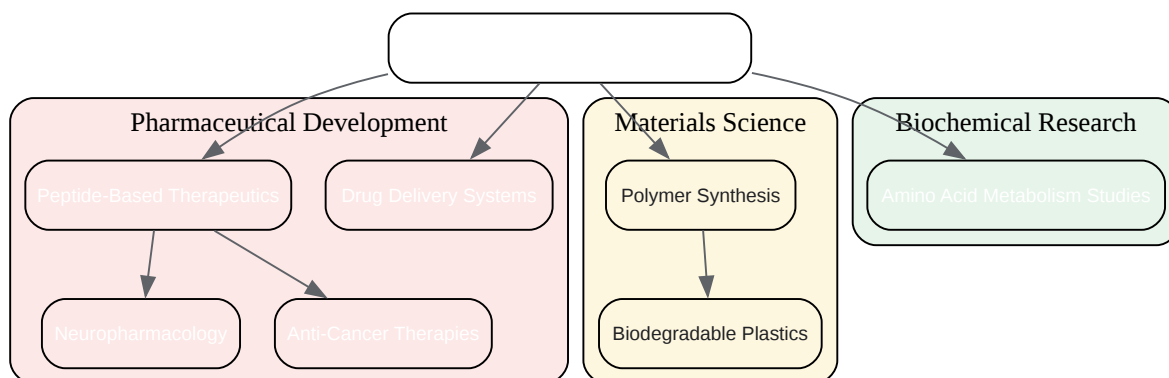 Pharmaceutical Development
Materials Science
Biochemical Research
Peptide-Based Therapeutics
Drug Delivery Systems
Polymer Synthesis
Amino Acid Metabolism Studies
Neuropharmacology
Anti-Cancer Therapies
Biodegradable Plastics